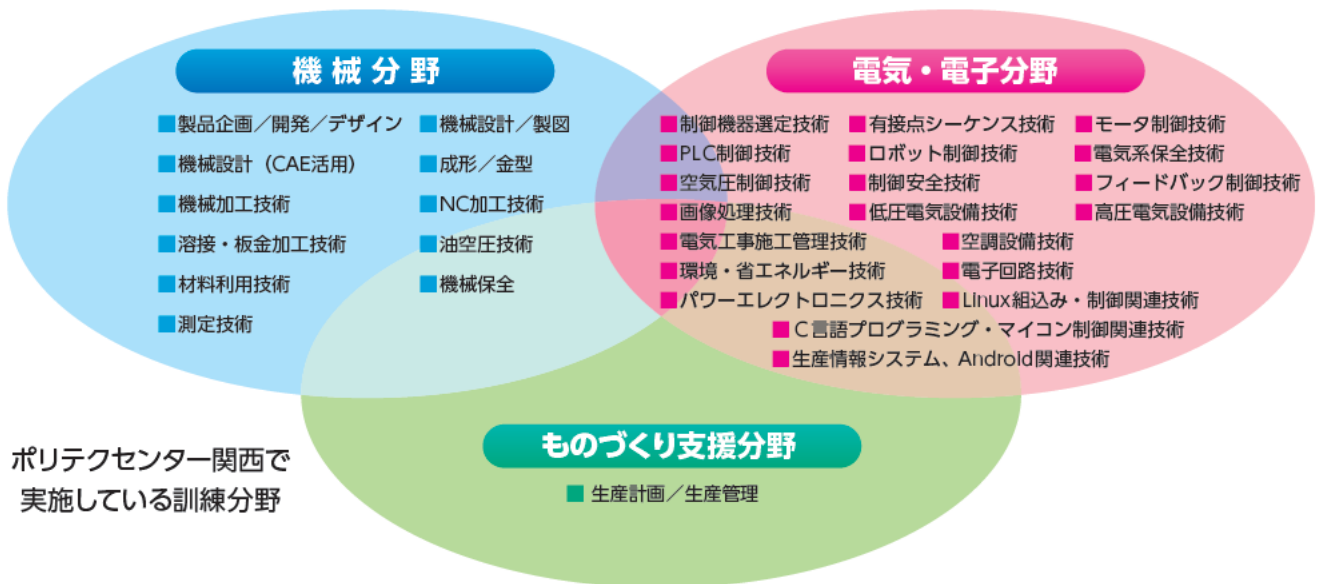 機械分野
■製品企画／開発／デザイン ■機械設計／製図
■機械設計（CAE活用） ■成形／金型
■機械加工技術 ■NC加工技術
■溶接・板金加工技術 ■油空圧技術
■材料利用技術 ■機械保全
■測定技術
電気・電子分野
■制御機器選定技術 ■有接点シーケンス技術 ■モータ制御技術
■PLC制御技術 ■ロボット制御技術 ■電気系保全技術
■空気圧制御技術 ■制御安全技術 ■フィードバック制御技術
■画像処理技術 ■低圧電気設備技術 ■高圧電気設備技術
■電気工事施工管理技術 ■空調設備技術
■環境・省エネルギー技術 ■電子回路技術
■パワーエレクトロニクス技術 ■Linux組込み・制御関連技術
■C言語プログラミング・マイコン制御関連技術
■生産情報システム、Android関連技術
ものづくり支援分野
■ 生産計画／生産管理
ポリテクセンター関西で
実施している訓練分野